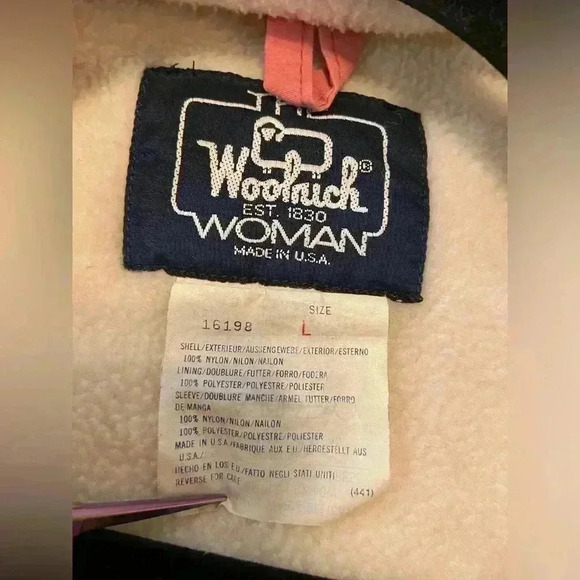 THE
Woolrich®
EST. 1830
WOMAN
MADE IN U.S.A.
SIZE
16198 L
SHELL/EXTERIEUR/AUSSENGEWEBE/EXTERIOR/ESTERNO
100% NYLON/NILON/NAILON
LINING/DOUBLURE/FUTTER/FORRO/FODERA
100% POLYESTER/POLYESTRE/POLIESTER
SLEEVE/DOUBLURE MANCHE/ARMEL TUTTER/FORRO
DE MANGA
100% NYLON/NILON/NAILON
100% POLYESTER/POLYESTRE/POLIESTER
MADE IN U.S.A./FABRIQUE AUX E.U./HERGESTELLT AUS
U.S.A./
HECHO EN LOS EU/FATTO NEGLI STATI UNITI
REVERSE FOR CARE
(441)